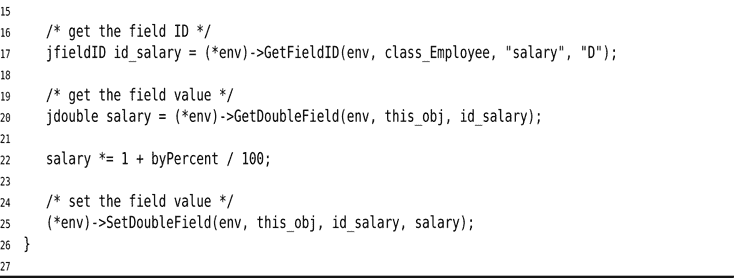 15
16 /* get the field ID */
17 jfieldID id_salary = (*env)->GetFieldID(env, class_Employee, "salary", "D");
18
19 /* get the field value */
20 jdouble salary = (*env)->GetDoubleField(env, this_obj, id_salary);
21
22 salary *= 1 + byPercent / 100;
23
24 /* set the field value */
25 (*env)->SetDoubleField(env, this_obj, id_salary, salary);
26 }
27